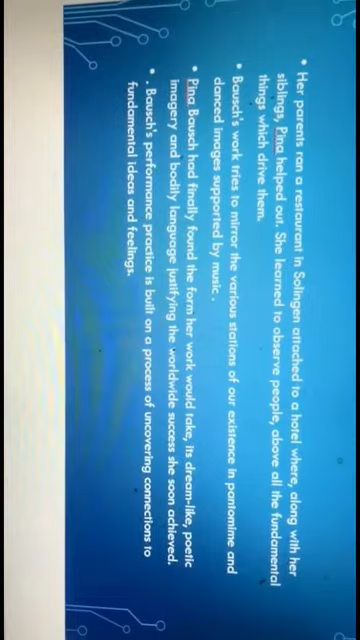 • Her parents ran a restaurant in Solingen attached to a hotel where, along with her
siblings, Pina helped out. She learned to observe people, above all the fundamental
things which drive them.
• Bausch's work tries to mirror the various stations of our existence in pantomime and
danced images supported by music .
• Pina Bausch had finally found the form her work would take, its dream-like, poetic
imagery and bodily language justifying the worldwide success she soon achieved.
• . Bausch's performance practice is built on a process of uncovering connections to
fundamental ideas and feelings.